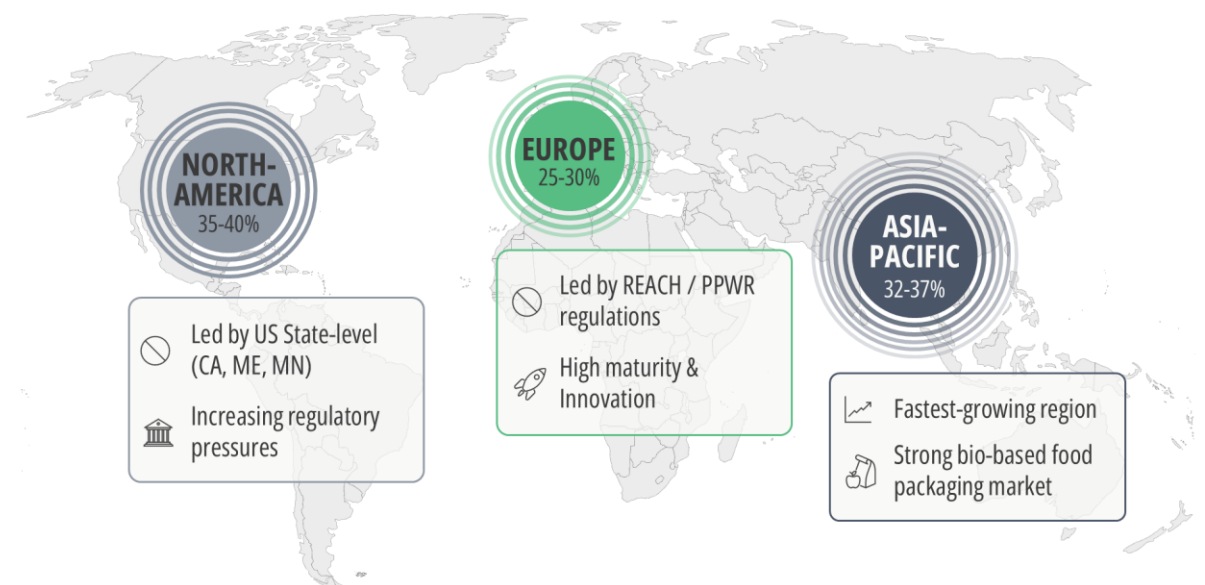 NORTH-
AMERICA
35-40%
Led by US State-level
(CA, ME, MN)
Increasing regulatory
pressures
EUROPE
25-30%
Led by REACH / PPWR
regulations
High maturity &
Innovation
ASIA-
PACIFIC
32-37%
Fastest-growing region
Strong bio-based food
packaging market